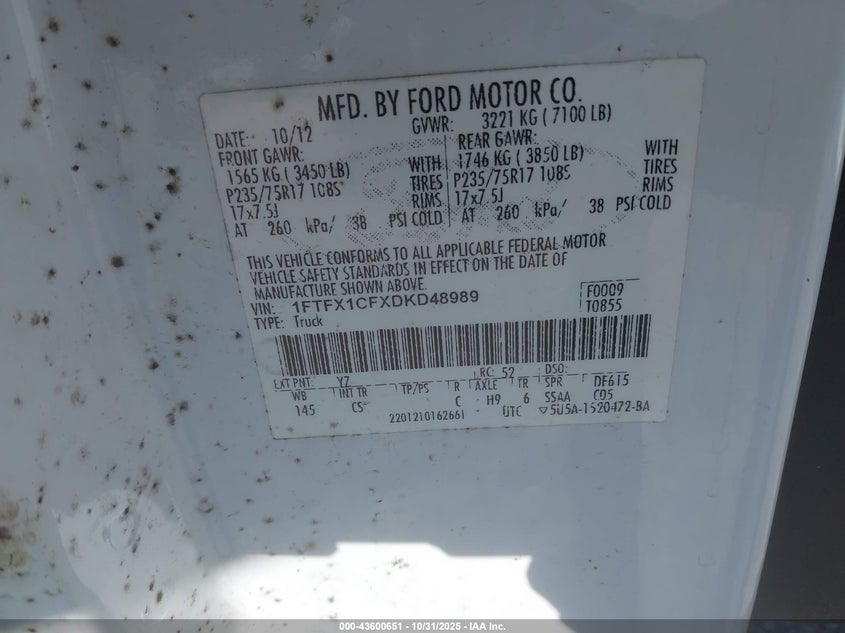 MFD. BY FORD MOTOR CO.
DATE: 10/12 GVWR: 3221 KG ( 7100 LB)
FRONT GAWR: REAR GAWR:
1565 KG ( 3450 LB) WITH 1746 KG ( 3850 LB) WITH
P235/75R17 108S TIRES P235/75R17 108S TIRES
17x7.5J RIMS 17x7.5J RIMS
AT 260 kPa/ 38 PSI COLD AT 260 kPa/ 38 PSI COLD
THIS VEHICLE CONFORMS TO ALL APPLICABLE FEDERAL MOTOR
VEHICLE SAFETY STANDARDS IN EFFECT ON THE DATE OF
MANUFACTURE SHOWN ABOVE.
VIN: 1FTFX1CFXDKD48989 F0009
TYPE: Truck T0855
EXT PNT: YZ RC: 52 DSO:
WB INT TR TP/PS R AXLE TR SPR DF615
145 CS C H9 6 SSAA C05
2201210162661 UTC ▽5U5A-1520472-BA
000-43600651 - 10/31/2025 - IAA Inc.